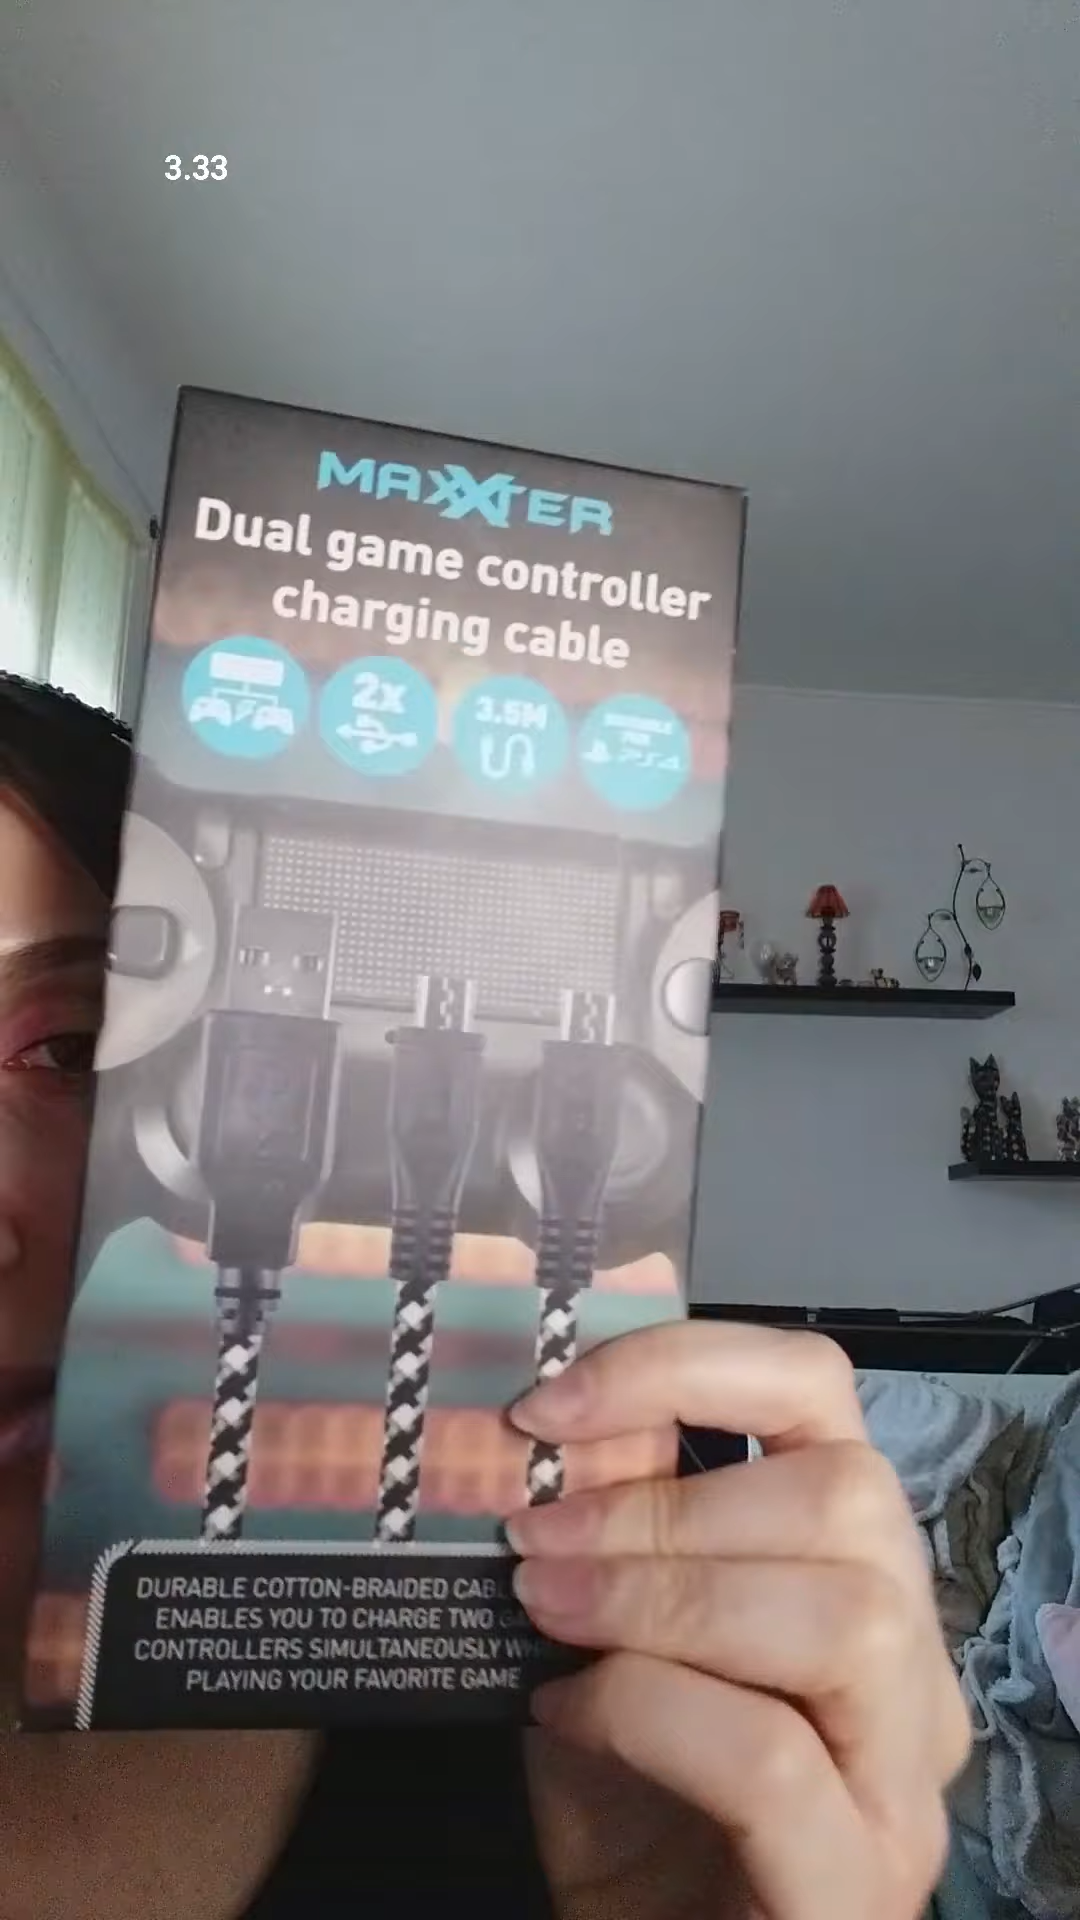 3.33
MAXXTER
Dual game controller
charging cable
2x
3.5M
PS4
DURABLE COTTON-BRAIDED
ENABLES YOU TO CHARGE TWO
CONTROLLERS SIMULTANEOUSLY
PLAYING YOUR FAVORITE GAME